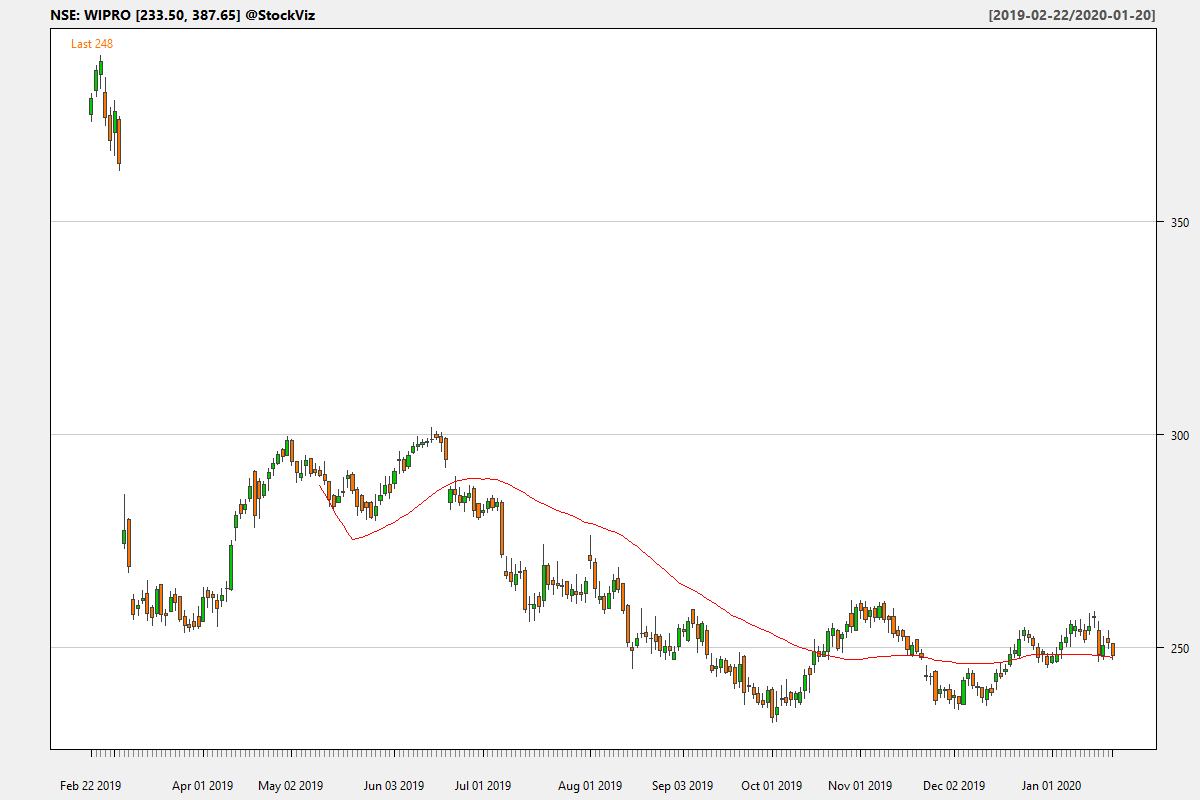 NSE: WIPRO [233.50, 387.65] @StockViz
[2019-02-22/2020-01-20]
Last 248
350
300
250
Feb 22 2019 Apr 01 2019 May 02 2019 Jun 03 2019 Jul 01 2019 Aug 01 2019 Sep 03 2019 Oct 01 2019 Nov 01 2019 Dec 02 2019 Jan 01 2020